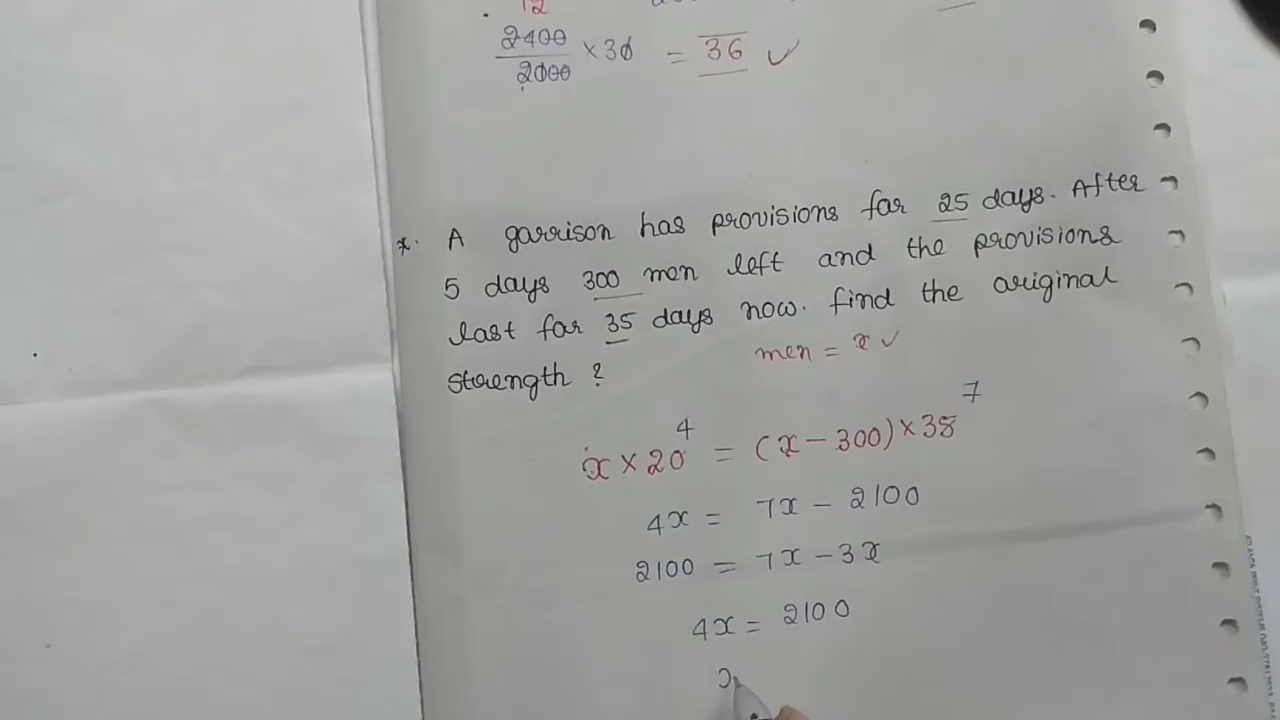 12
2400
2000 × 30 = 36 ✓
*. A garrison has provisions for 25 days. After
5 days 300 men left and the provisions
last for 35 days now. find the original
strength ?
men = x ✓
4 7
x × 20 = (x - 300) × 35
4x = 7x - 2100
2100 = 7x - 3x
4x = 2100